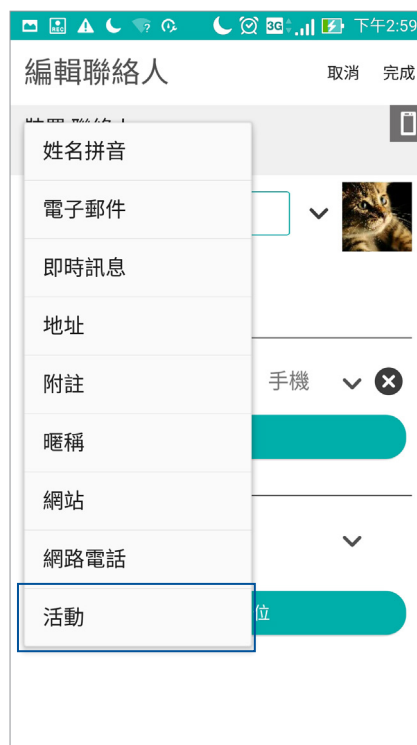 REC
?
3G
下午2:59
編輯聯絡人
取消
完成
姓名拼音
電子郵件
即時訊息
地址
附註
手機
暱稱
網站
網路電話
活動
位